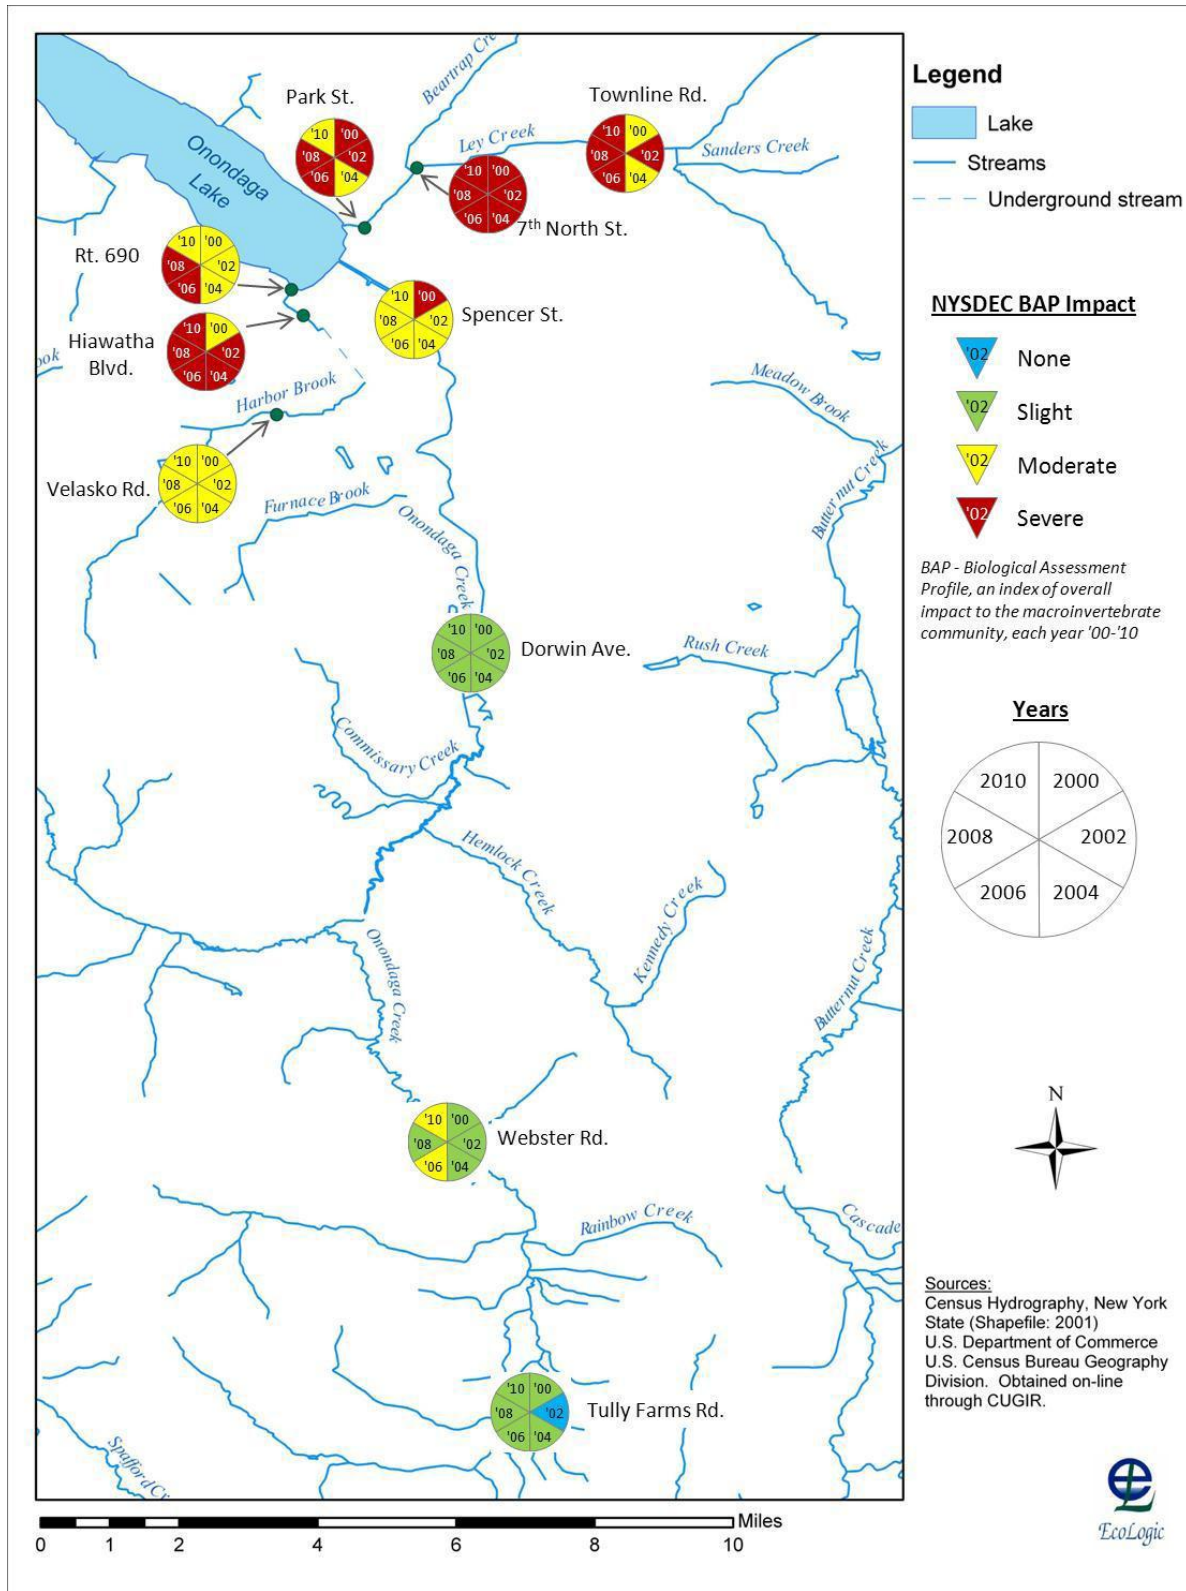 Beartrap Cre
Park St.
Townline Rd.
'10 '00
'08 '02
'06 '04
Ley Creek
'10 '00
'08 '02
'06 '04
Sanders Creek
Onondaga
Lake
'10 '00
'08 '02
'06 '04
7th North St.
Rt. 690
'10 '00
'08 '02
'06 '04
Spencer St.
'10 '00
'08 '02
'06 '04
Hiawatha
Blvd.
'10 '00
'08 '02
'06 '04
ook
Harbor Brook
Meadow Brook
Velasko Rd.
'10 '00
'08 '02
'06 '04
Furnace Brook
Onondaga Creek
Butternut Creek
'10 '00
'08 '02
'06 '04
Dorwin Ave.
Rush Creek
Commissary Creek
Hemlock Creek
Kennedy Creek
Onondaga Creek
Butternut Creek
'10 '00
'08 '02
'06 '04
Webster Rd.
Rainbow Creek
Cascade
'10 '00
'08 '02
'06 '04
Tully Farms Rd.
Spafford Cr
0 1 2 4 6 8 10 Miles
Legend
Lake
Streams
Underground stream
NYSDEC BAP Impact
'02 None
'02 Slight
'02 Moderate
'02 Severe
BAP - Biological Assessment
Profile, an index of overall
impact to the macroinvertebrate
community, each year '00-'10
Years
2010 2000
2008 2002
2006 2004
N
Sources:
Census Hydrography, New York
State (Shapefile: 2001)
U.S. Department of Commerce
U.S. Census Bureau Geography
Division. Obtained on-line
through CUGIR.
EcoLogic